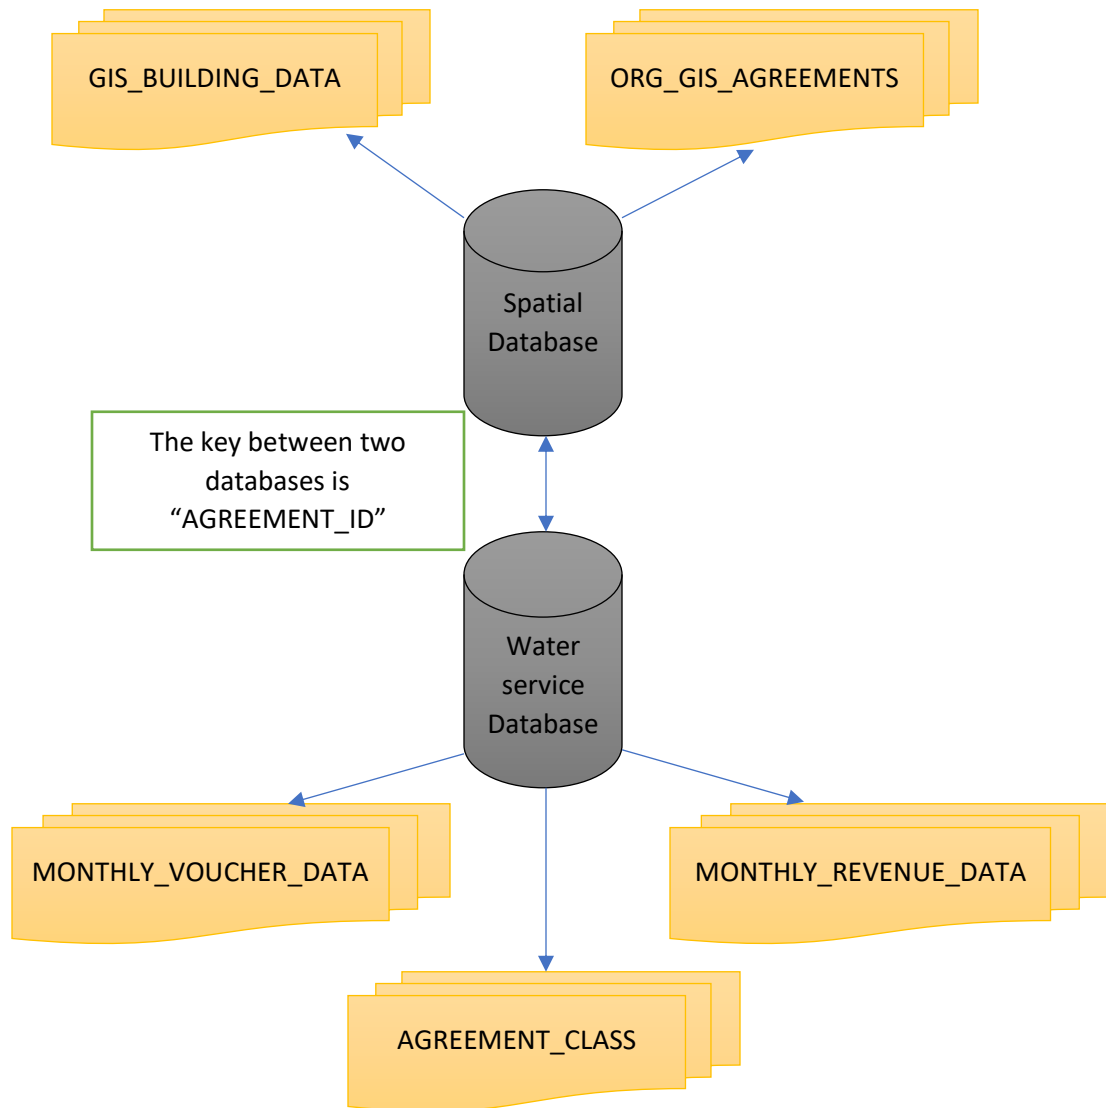 GIS_BUILDING_DATA
ORG_GIS_AGREEMENTS
Spatial
Database
The key between two
databases is
“AGREEMENT_ID”
Water
service
Database
MONTHLY_VOUCHER_DATA
MONTHLY_REVENUE_DATA
AGREEMENT_CLASS